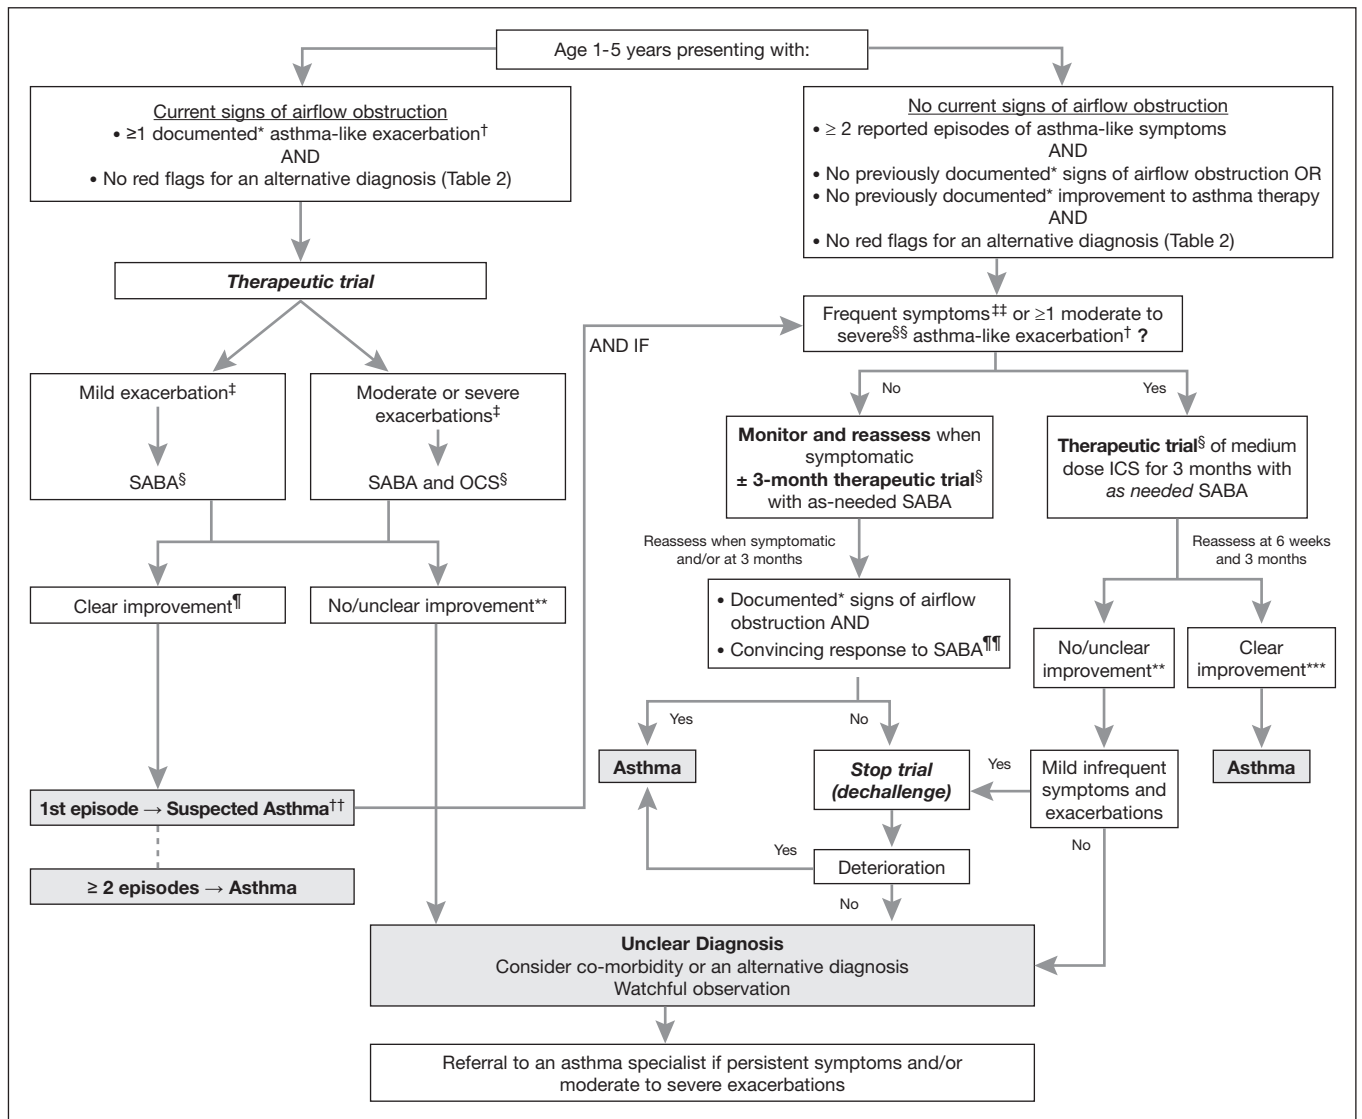 Age 1-5 years presenting with:
Current signs of airflow obstruction
• ≥1 documented* asthma-like exacerbation†
AND
• No red flags for an alternative diagnosis (Table 2)
No current signs of airflow obstruction
• ≥ 2 reported episodes of asthma-like symptoms
AND
• No previously documented* signs of airflow obstruction OR
• No previously documented* improvement to asthma therapy
AND
• No red flags for an alternative diagnosis (Table 2)
Therapeutic trial
Mild exacerbation‡
SABA§
Moderate or severe
exacerbations‡
SABA and OCS§
Clear improvement¶
No/unclear improvement**
1st episode → Suspected Asthma††
≥ 2 episodes → Asthma
AND IF
Frequent symptoms‡‡ or ≥1 moderate to
severe§§ asthma-like exacerbation† ?
No
Yes
Monitor and reassess when
symptomatic
± 3-month therapeutic trial§
with as-needed SABA
Therapeutic trial§ of medium
dose ICS for 3 months with
as needed SABA
Reassess when symptomatic
and/or at 3 months
Reassess at 6 weeks
and 3 months
• Documented* signs of airflow
obstruction AND
• Convincing response to SABA¶¶
No/unclear
improvement**
Clear
improvement***
Yes
No
Asthma
Stop trial
(dechallenge)
Yes
Mild infrequent
symptoms and
exacerbations
Asthma
No
Yes
Deterioration
No
Unclear Diagnosis
Consider co-morbidity or an alternative diagnosis
Watchful observation
Referral to an asthma specialist if persistent symptoms and/or
moderate to severe exacerbations